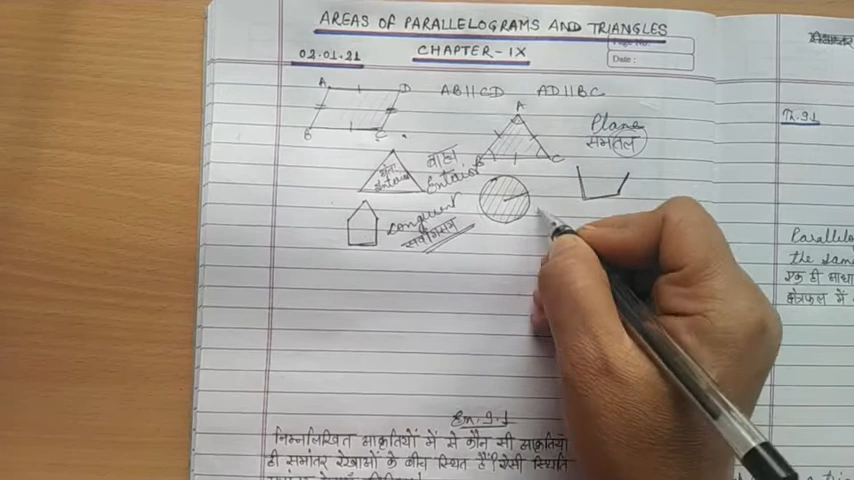 AREAS OF PARALLELOGRAMS AND TRIANGLES
CHAPTER-IX
Page No.
Date :
02.01.21
A D AB||CD AD||BC
B C
A
B C
Plane
समतल
बाह्य
congruent
सर्वांगसम
Th. 9.1
Parallelo
the same
एक ही आधा
क्षेत्रफल में
Ex. 9.1
निम्नलिखित आकृतियों में से कौन सी आकृतियाँ
ही समांतर रेखाओं के बीच स्थित हैं? ऐसी स्थिति